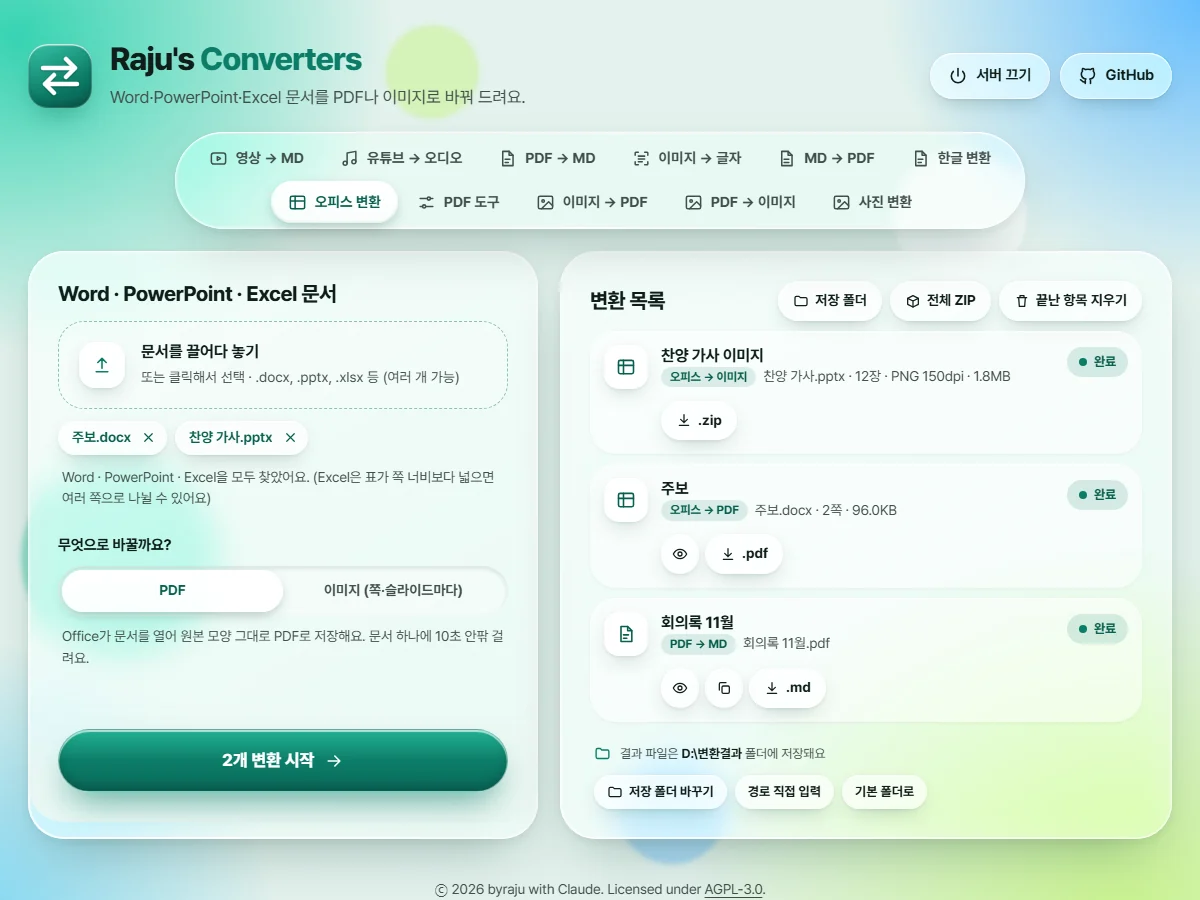 Raju's Converters
Word·PowerPoint·Excel 문서를 PDF나 이미지로 바꿔 드려요.
서버 끄기
GitHub
영상 → MD
유튜브 → 오디오
PDF → MD
이미지 → 글자
MD → PDF
한글 변환
오피스 변환
PDF 도구
이미지 → PDF
PDF → 이미지
사진 변환
Word · PowerPoint · Excel 문서
문서를 끌어다 놓기
또는 클릭해서 선택 · .docx, .pptx, .xlsx 등 (여러 개 가능)
주보.docx ×
찬양 가사.pptx ×
Word · PowerPoint · Excel을 모두 찾았어요. (Excel은 표가 쪽 너비보다 넓으면
여러 쪽으로 나뉠 수 있어요)
무엇으로 바꿀까요?
PDF
이미지 (쪽·슬라이드마다)
Office가 문서를 열어 원본 모양 그대로 PDF로 저장해요. 문서 하나에 10초 안팎 걸
려요.
2개 변환 시작 →
변환 목록
저장 폴더
전체 ZIP
끝난 항목 지우기
찬양 가사 이미지
완료
오피스 → 이미지 찬양 가사.pptx · 12장 · PNG 150dpi · 1.8MB
.zip
주보
완료
오피스 → PDF 주보.docx · 2쪽 · 96.0KB
.pdf
회의록 11월
완료
PDF → MD 회의록 11월.pdf
.md
결과 파일은 D:\변환결과 폴더에 저장돼요
저장 폴더 바꾸기
경로 직접 입력
기본 폴더로
© 2026 byraju with Claude. Licensed under AGPL-3.0.